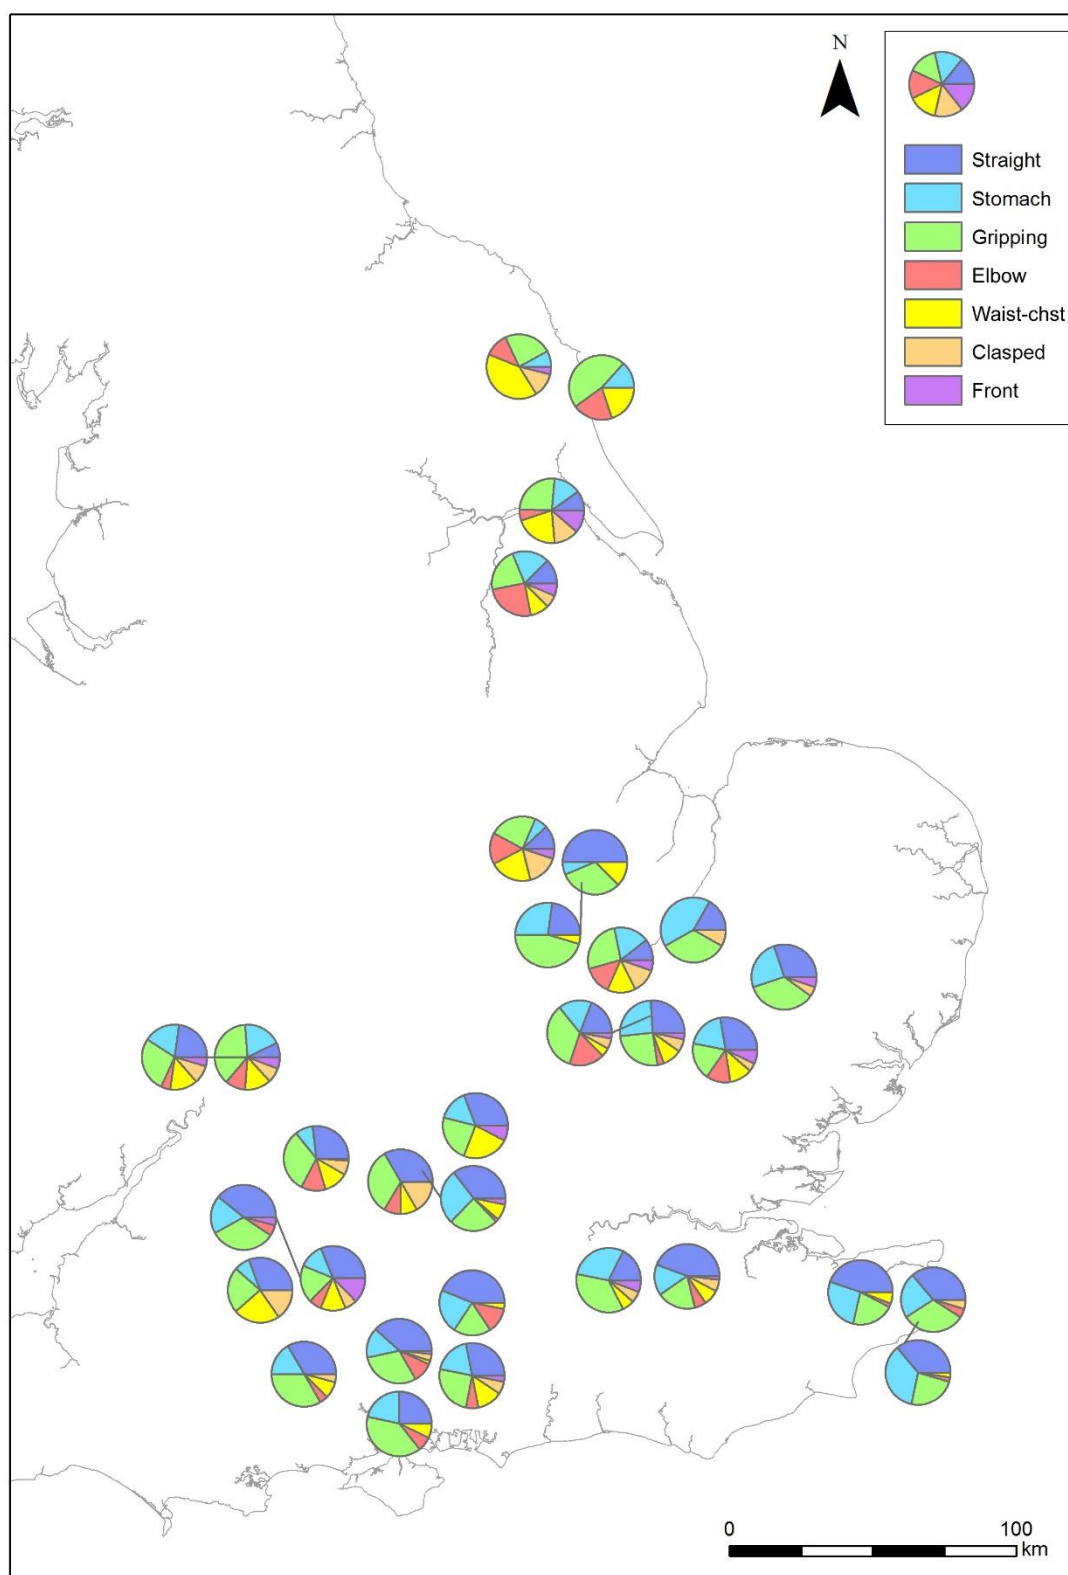 N
Straight
Stomach
Gripping
Elbow
Waist-chst
Clasped
Front
0 100
km